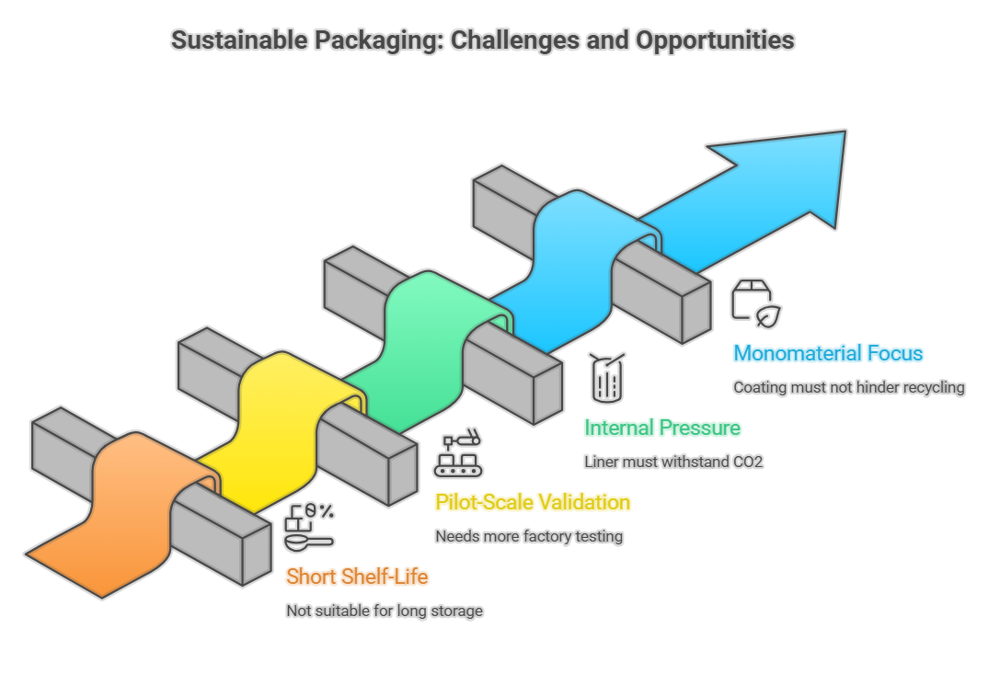 Sustainable Packaging: Challenges and Opportunities
Monomaterial Focus
Coating must not hinder recycling
Internal Pressure
Liner must withstand CO2
Pilot-Scale Validation
Needs more factory testing
0%
Short Shelf-Life
Not suitable for long storage